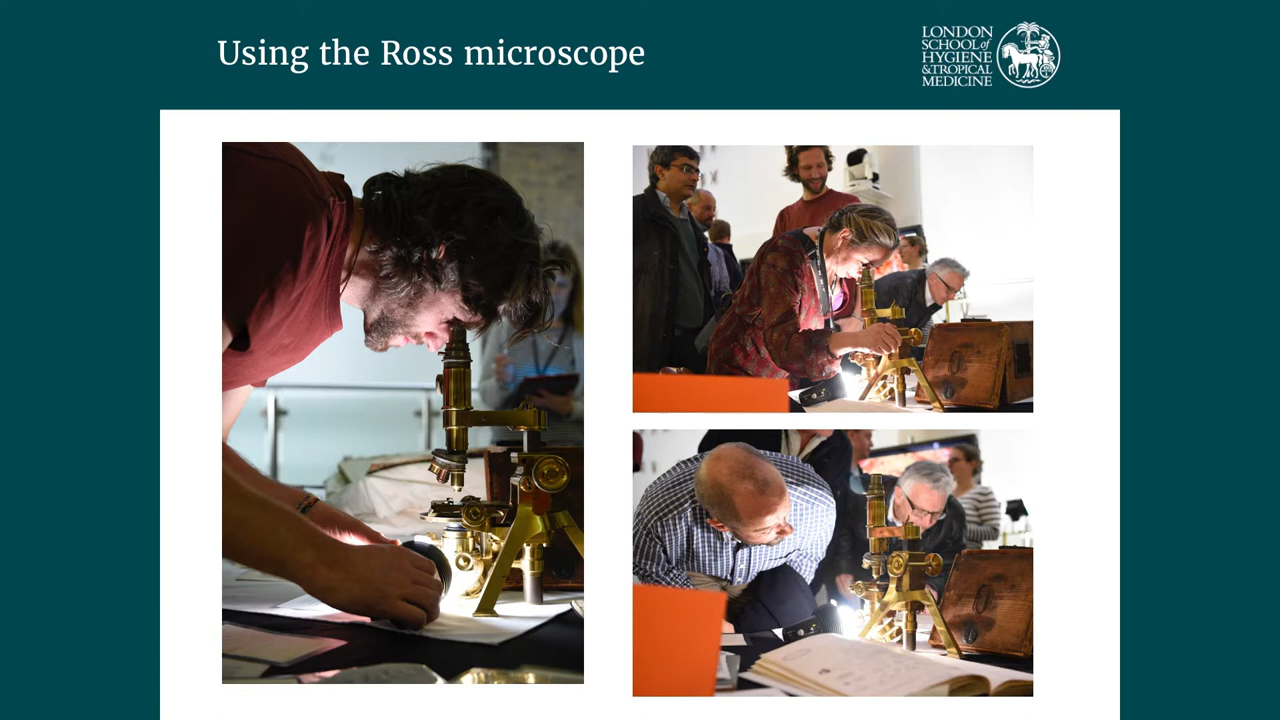 Using the Ross microscope
LONDON
SCHOOL of
HYGIENE
& TROPICAL
MEDICINE